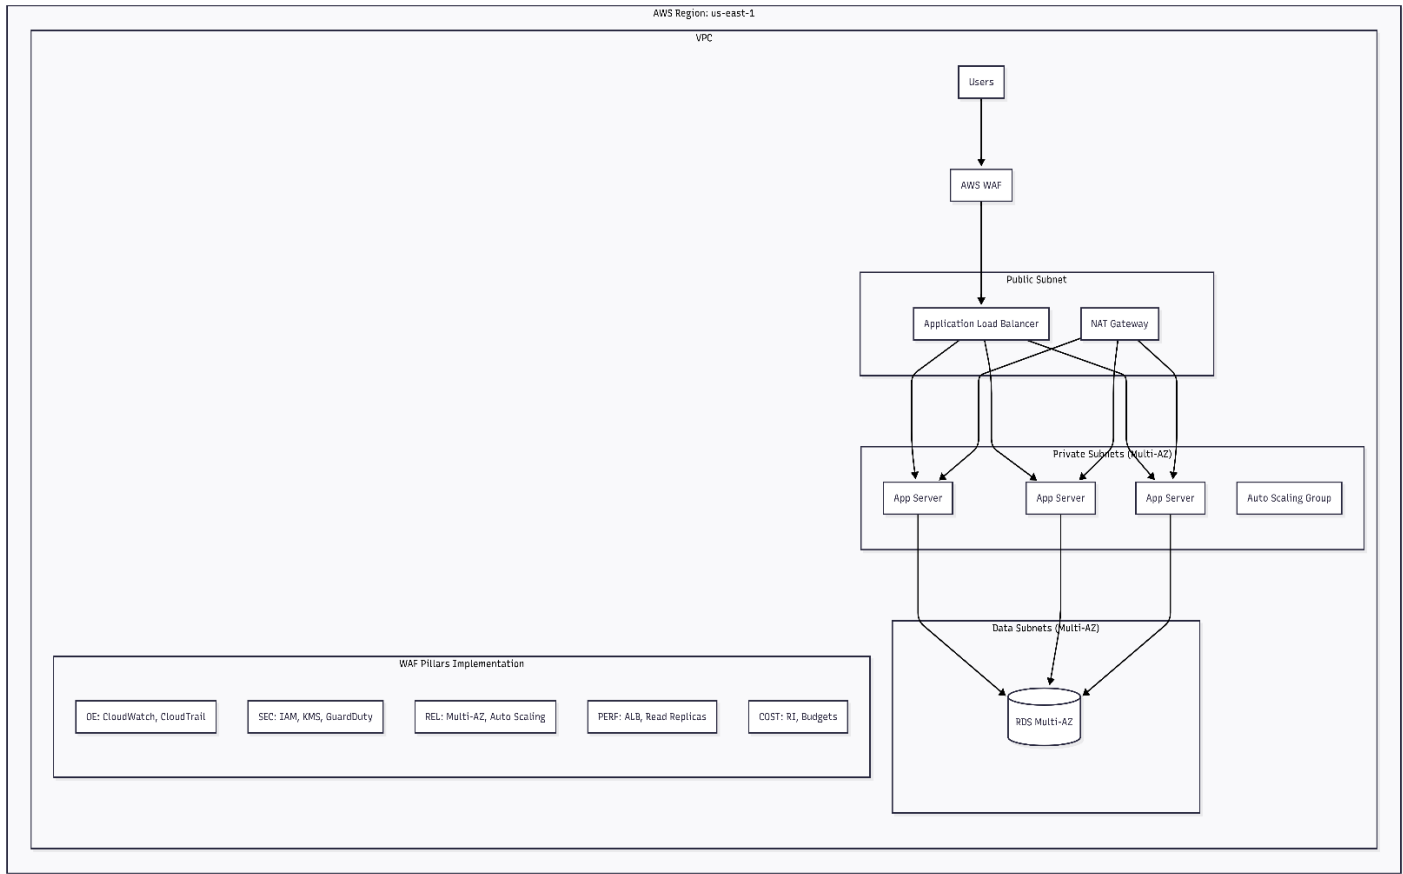 AWS Region: us-east-1
VPC
Users
AWS WAF
Public Subnet
Application Load Balancer
NAT Gateway
Private Subnets (Multi-AZ)
App Server
App Server
App Server
Auto Scaling Group
Data Subnets (Multi-AZ)
RDS Multi-AZ
WAF Pillars Implementation
OE: CloudWatch, CloudTrail
SEC: IAM, KMS, GuardDuty
REL: Multi-AZ, Auto Scaling
PERF: ALB, Read Replicas
COST: RI, Budgets